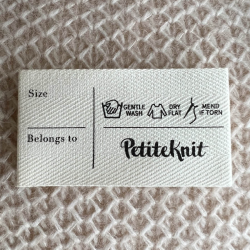 Size
GENTLE WASH
DRY FLAT
MEND IF TORN
Belongs to
PetiteKnit